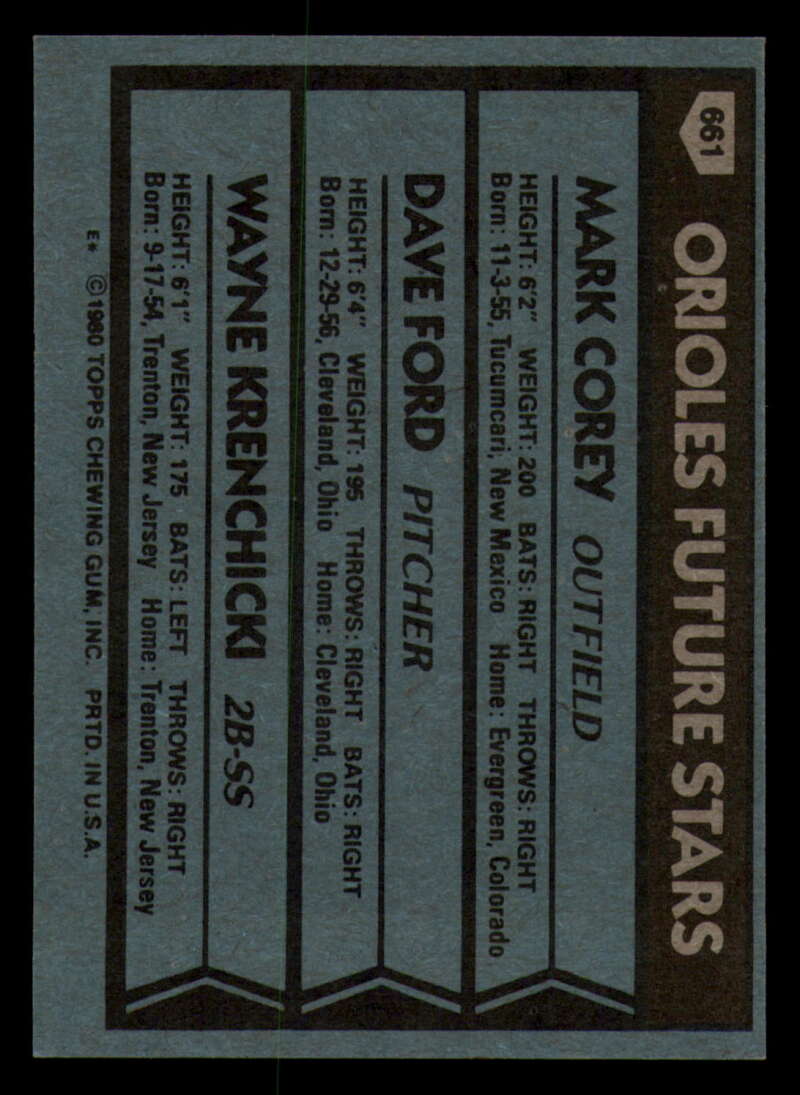 661
ORIOLES FUTURE STARS
MARK COREY OUTFIELD
HEIGHT: 6'2" WEIGHT: 200 BATS: RIGHT THROWS: RIGHT
Born: 11-3-55, Tucumcari, New Mexico Home: Evergreen, Colorado
DAVE FORD PITCHER
HEIGHT: 6'4" WEIGHT: 195 THROWS: RIGHT BATS: RIGHT
Born: 12-29-56, Cleveland, Ohio Home: Cleveland, Ohio
WAYNE KRENCHICKI 2B-SS
HEIGHT: 6'1" WEIGHT: 175 BATS: LEFT THROWS: RIGHT
Born: 9-17-54, Trenton, New Jersey Home: Trenton, New Jersey
E* ©1980 TOPPS CHEWING GUM, INC. PRTD. IN U.S.A.